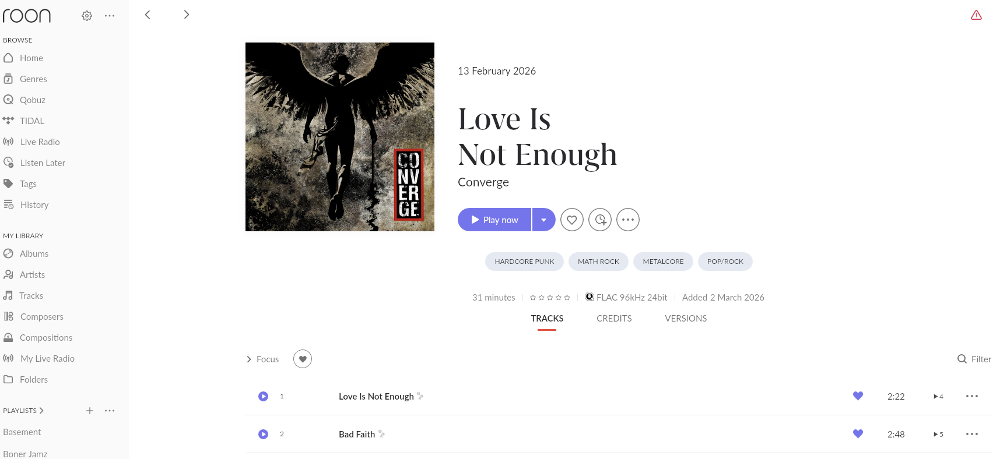 roon
BROWSE
Home
Genres
Qobuz
TIDAL
Live Radio
Listen Later
Tags
History
MY LIBRARY
Albums
Artists
Tracks
Composers
Compositions
My Live Radio
Folders
PLAYLISTS
Basement
Boner Jamz
CO
NV
ER
GE
13 February 2026
Love Is
Not Enough
Converge
Play now
HARDCORE PUNK MATH ROCK METALCORE POP/ROCK
31 minutes FLAC 96kHz 24bit Added 2 March 2026
TRACKS CREDITS VERSIONS
Focus Filter
1 Love Is Not Enough 2:22 4
2 Bad Faith 2:48 5